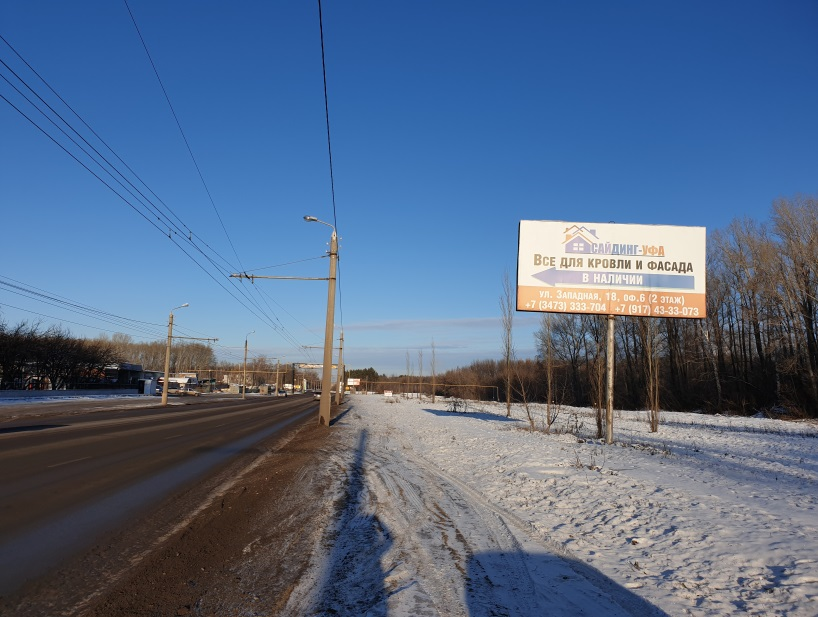 САЙДИНГ-УФА
ВСЕ ДЛЯ КРОВЛИ И ФАСАДА
В НАЛИЧИИ
УЛ. ЗАПАДНАЯ, 18, ОФ.6 (2 ЭТАЖ)
+7 (3473) 333-704 +7 (917) 43-33-073